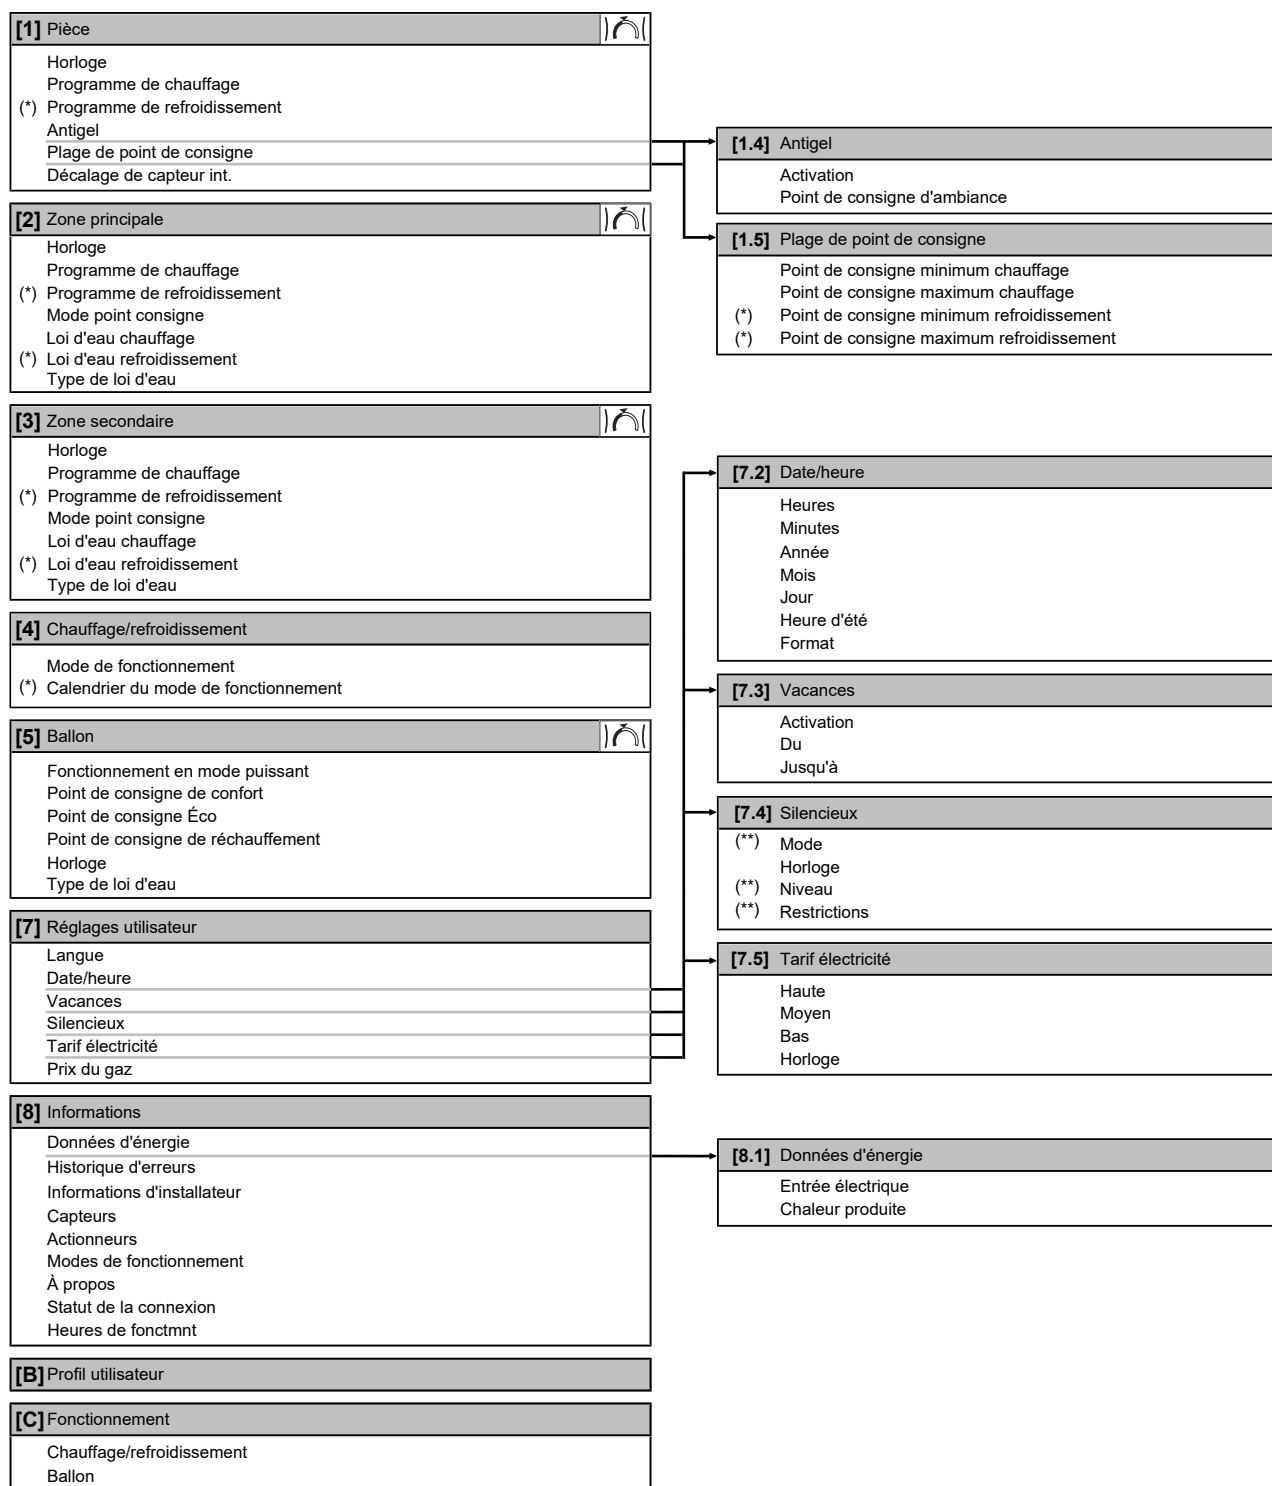 [1] Pièce
Horloge
Programme de chauffage
(*) Programme de refroidissement
Antigel
Plage de point de consigne
Décalage de capteur int.
[2] Zone principale
Horloge
Programme de chauffage
(*) Programme de refroidissement
Mode point consigne
Loi d'eau chauffage
(*) Loi d'eau refroidissement
Type de loi d'eau
[3] Zone secondaire
Horloge
Programme de chauffage
(*) Programme de refroidissement
Mode point consigne
Loi d'eau chauffage
(*) Loi d'eau refroidissement
Type de loi d'eau
[4] Chauffage/refroidissement
Mode de fonctionnement
(*) Calendrier du mode de fonctionnement
[5] Ballon
Fonctionnement en mode puissant
Point de consigne de confort
Point de consigne Éco
Point de consigne de réchauffement
Horloge
Type de loi d'eau
[7] Réglages utilisateur
Langue
Date/heure
Vacances
Silencieux
Tarif électricité
Prix du gaz
[8] Informations
Données d'énergie
Historique d'erreurs
Informations d'installateur
Capteurs
Actionneurs
Modes de fonctionnement
À propos
Statut de la connexion
Heures de fonctmnt
[B] Profil utilisateur
[C] Fonctionnement
Chauffage/refroidissement
Ballon
[1.4] Antigel
Activation
Point de consigne d'ambiance
[1.5] Plage de point de consigne
Point de consigne minimum chauffage
Point de consigne maximum chauffage
(*) Point de consigne minimum refroidissement
(*) Point de consigne maximum refroidissement
[7.2] Date/heure
Heures
Minutes
Année
Mois
Jour
Heure d'été
Format
[7.3] Vacances
Activation
Du
Jusqu'à
[7.4] Silencieux
(**) Mode
Horloge
(**) Niveau
(**) Restrictions
[7.5] Tarif électricité
Haute
Moyen
Bas
Horloge
[8.1] Données d'énergie
Entrée électrique
Chaleur produite